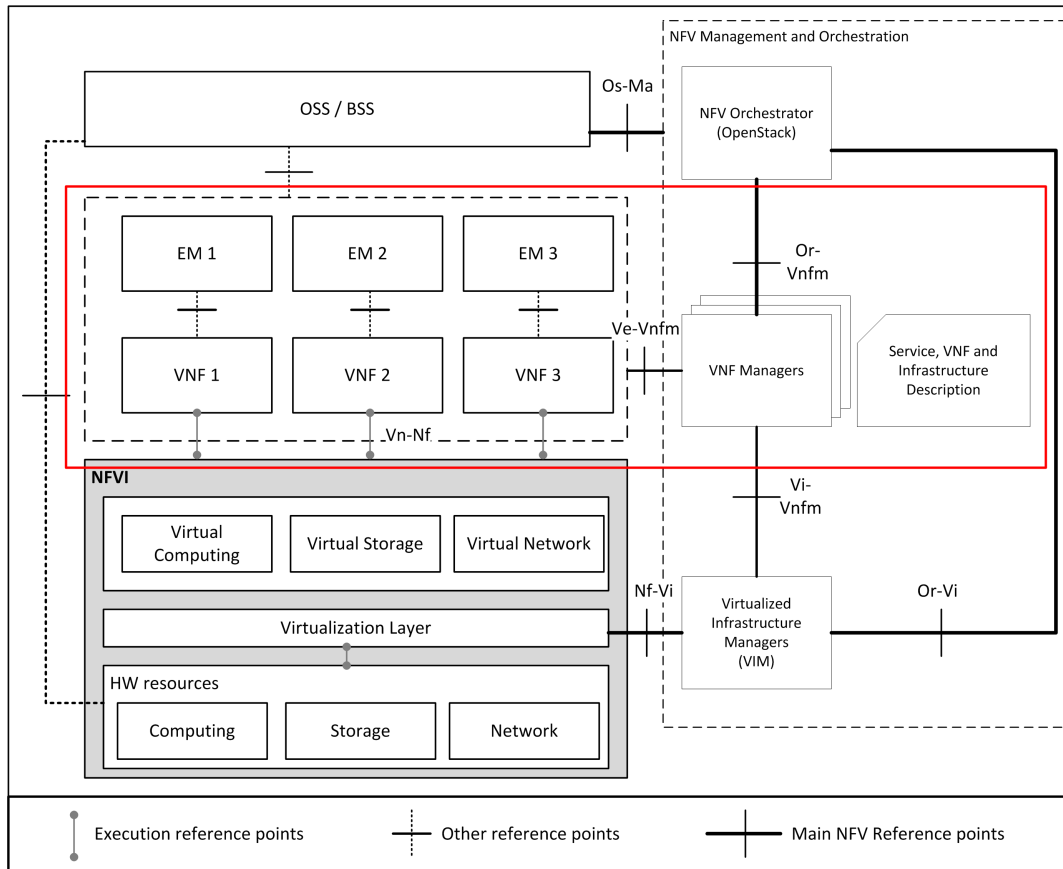 NFV Management and Orchestration
OSS / BSS
Os-Ma
NFV Orchestrator
(OpenStack)
EM 1
EM 2
EM 3
Or-
Vnfm
VNF 1
VNF 2
VNF 3
Ve-Vnfm
VNF Managers
Service, VNF and
Infrastructure
Description
Vn-Nf
NFVI
Vi-
Vnfm
Virtual
Computing
Virtual Storage
Virtual Network
Nf-Vi
Virtualized
Infrastructure
Managers
(VIM)
Or-Vi
Virtualization Layer
HW resources
Computing
Storage
Network
Execution reference points
Other reference points
Main NFV Reference points